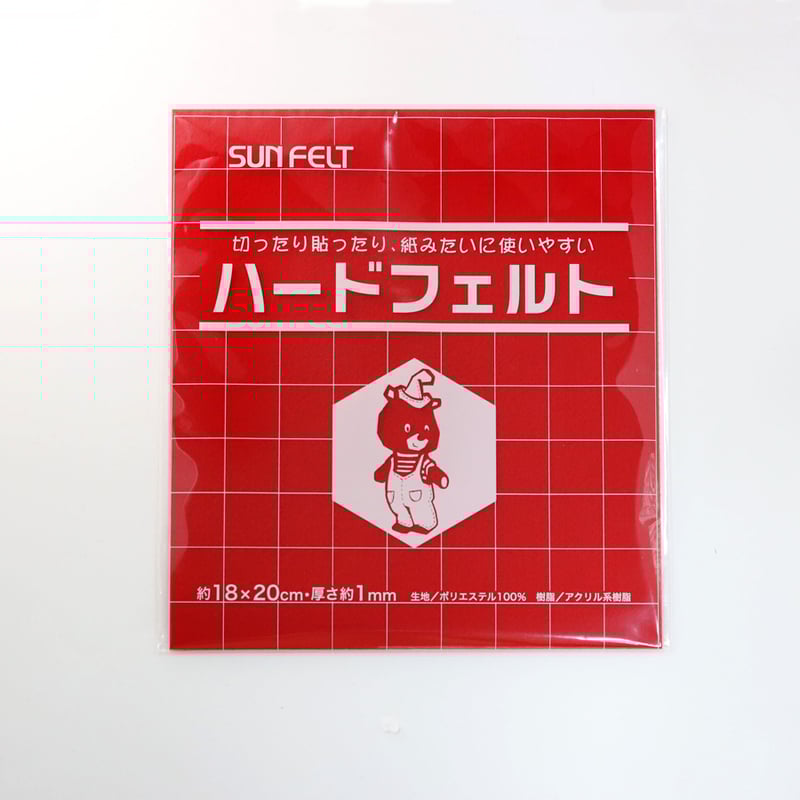 SUN FELT
切ったり貼ったり、紙みたいに使いやすい
ハードフェルト
約18×20cm・厚さ約1mm 生地／ポリエステル100% 樹脂／アクリル系樹脂